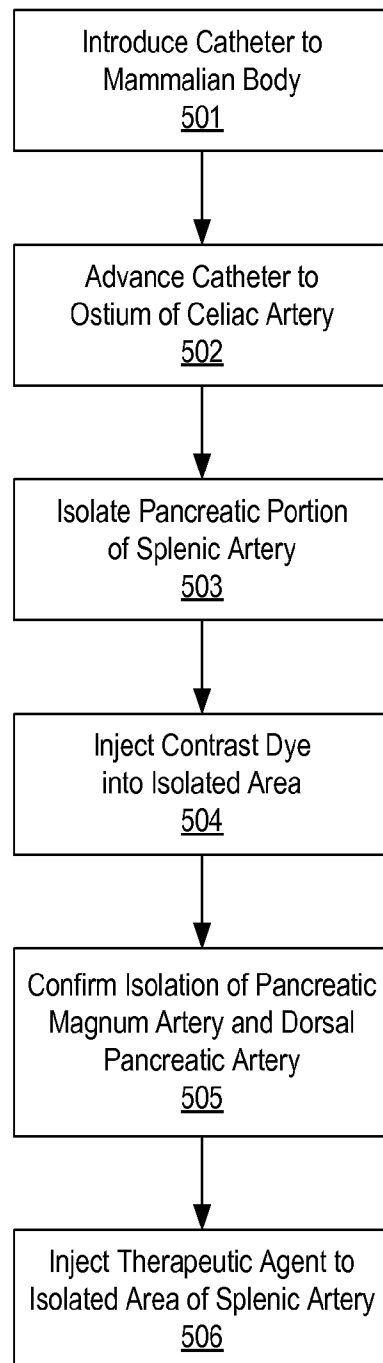 Introduce Catheter to
Mammalian Body
501
Advance Catheter to
Ostium of Celiac Artery
502
Isolate Pancreatic Portion
of Splenic Artery
503
Inject Contrast Dye
into Isolated Area
504
Confirm Isolation of Pancreatic
Magnum Artery and Dorsal
Pancreatic Artery
505
Inject Therapeutic Agent to
Isolated Area of Splenic Artery
506